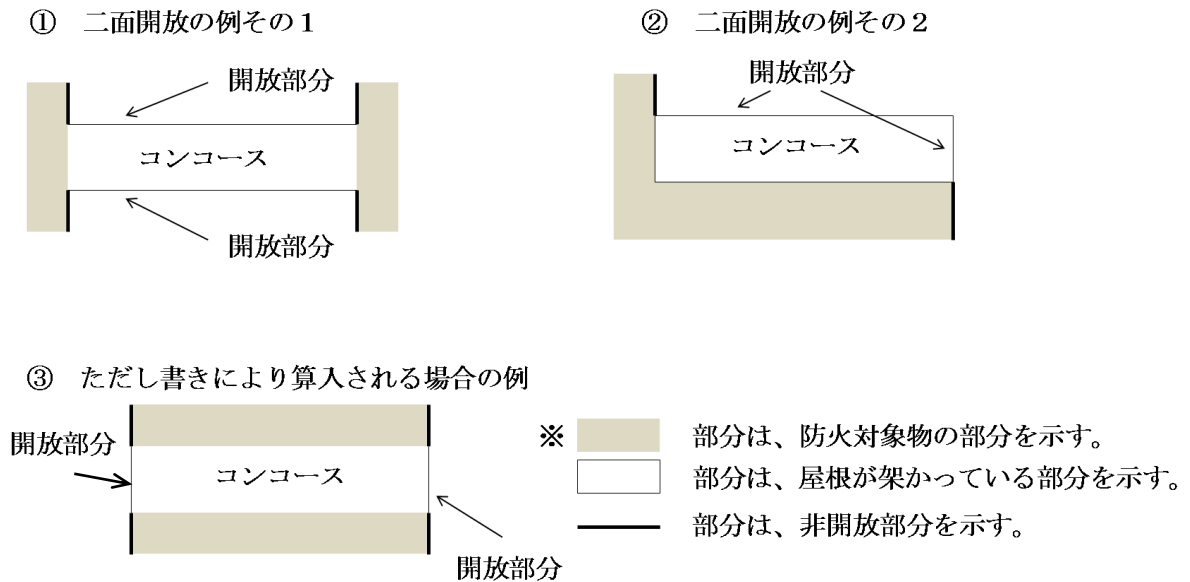 ① 二面開放の例その1
② 二面開放の例その2
開放部分
開放部分
コンコース
コンコース
開放部分
③ ただし書きにより算入される場合の例
開放部分
コンコース
開放部分
※ 部分は、防火対象物の部分を示す。
部分は、屋根が架かっている部分を示す。
部分は、非開放部分を示す。